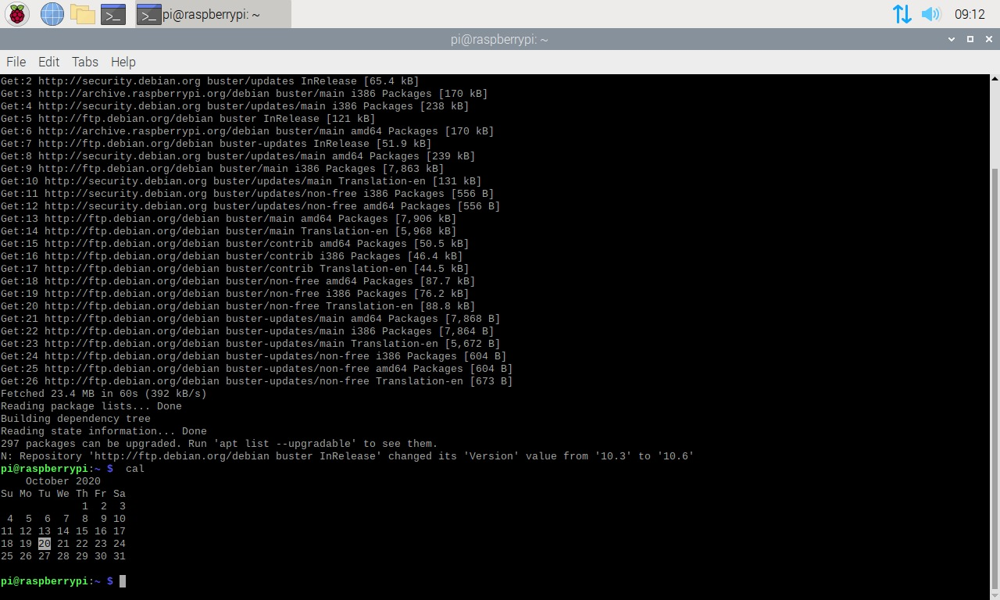 pi@raspberrypi: ~ 09:12
pi@raspberrypi: ~
File Edit Tabs Help
Get:2 http://security.debian.org buster/updates InRelease [65.4 kB]
Get:3 http://archive.raspberrypi.org/debian buster/main i386 Packages [170 kB]
Get:4 http://security.debian.org buster/updates/main i386 Packages [238 kB]
Get:5 http://ftp.debian.org/debian buster InRelease [121 kB]
Get:6 http://archive.raspberrypi.org/debian buster/main amd64 Packages [170 kB]
Get:7 http://ftp.debian.org/debian buster-updates InRelease [51.9 kB]
Get:8 http://security.debian.org buster/updates/main amd64 Packages [239 kB]
Get:9 http://ftp.debian.org/debian buster/main i386 Packages [7,863 kB]
Get:10 http://security.debian.org buster/updates/main Translation-en [131 kB]
Get:11 http://security.debian.org buster/updates/non-free i386 Packages [556 B]
Get:12 http://security.debian.org buster/updates/non-free amd64 Packages [556 B]
Get:13 http://ftp.debian.org/debian buster/main amd64 Packages [7,906 kB]
Get:14 http://ftp.debian.org/debian buster/main Translation-en [5,968 kB]
Get:15 http://ftp.debian.org/debian buster/contrib amd64 Packages [50.5 kB]
Get:16 http://ftp.debian.org/debian buster/contrib i386 Packages [46.4 kB]
Get:17 http://ftp.debian.org/debian buster/contrib Translation-en [44.5 kB]
Get:18 http://ftp.debian.org/debian buster/non-free amd64 Packages [87.7 kB]
Get:19 http://ftp.debian.org/debian buster/non-free i386 Packages [76.2 kB]
Get:20 http://ftp.debian.org/debian buster/non-free Translation-en [88.8 kB]
Get:21 http://ftp.debian.org/debian buster-updates/main amd64 Packages [7,868 B]
Get:22 http://ftp.debian.org/debian buster-updates/main i386 Packages [7,864 B]
Get:23 http://ftp.debian.org/debian buster-updates/main Translation-en [5,672 B]
Get:24 http://ftp.debian.org/debian buster-updates/non-free i386 Packages [604 B]
Get:25 http://ftp.debian.org/debian buster-updates/non-free amd64 Packages [604 B]
Get:26 http://ftp.debian.org/debian buster-updates/non-free Translation-en [673 B]
Fetched 23.4 MB in 60s (392 kB/s)
Reading package lists... Done
Building dependency tree
Reading state information... Done
297 packages can be upgraded. Run 'apt list --upgradable' to see them.
N: Repository 'http://ftp.debian.org/debian buster InRelease' changed its 'Version' value from '10.3' to '10.6'
pi@raspberrypi:~ $  cal
    October 2020
Su Mo Tu We Th Fr Sa
             1  2  3
 4  5  6  7  8  9 10
11 12 13 14 15 16 17
18 19 20 21 22 23 24
25 26 27 28 29 30 31
pi@raspberrypi:~ $